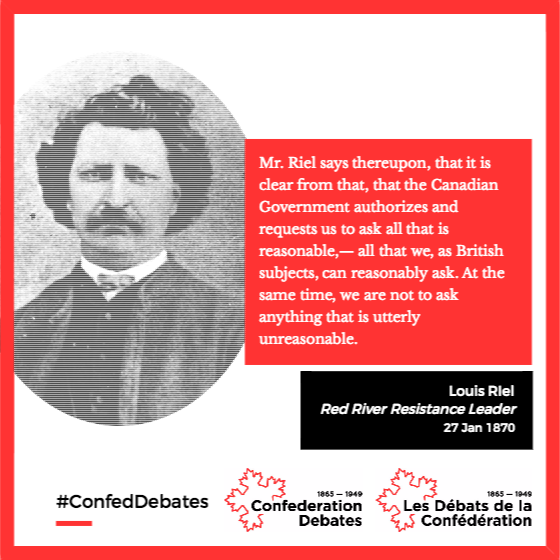 Mr. Riel says thereupon, that it is
clear from that, that the Canadian
Government authorizes and
requests us to ask all that is
reasonable,— all that we, as British
subjects, can reasonably ask. At the
same time, we are not to ask
anything that is utterly
unreasonable.
Louis Riel
Red River Resistance Leader
27 Jan 1870
#ConfedDebates
1865 — 1949
Confederation
Debates
1865 — 1949
Les Débats de la
Confédération